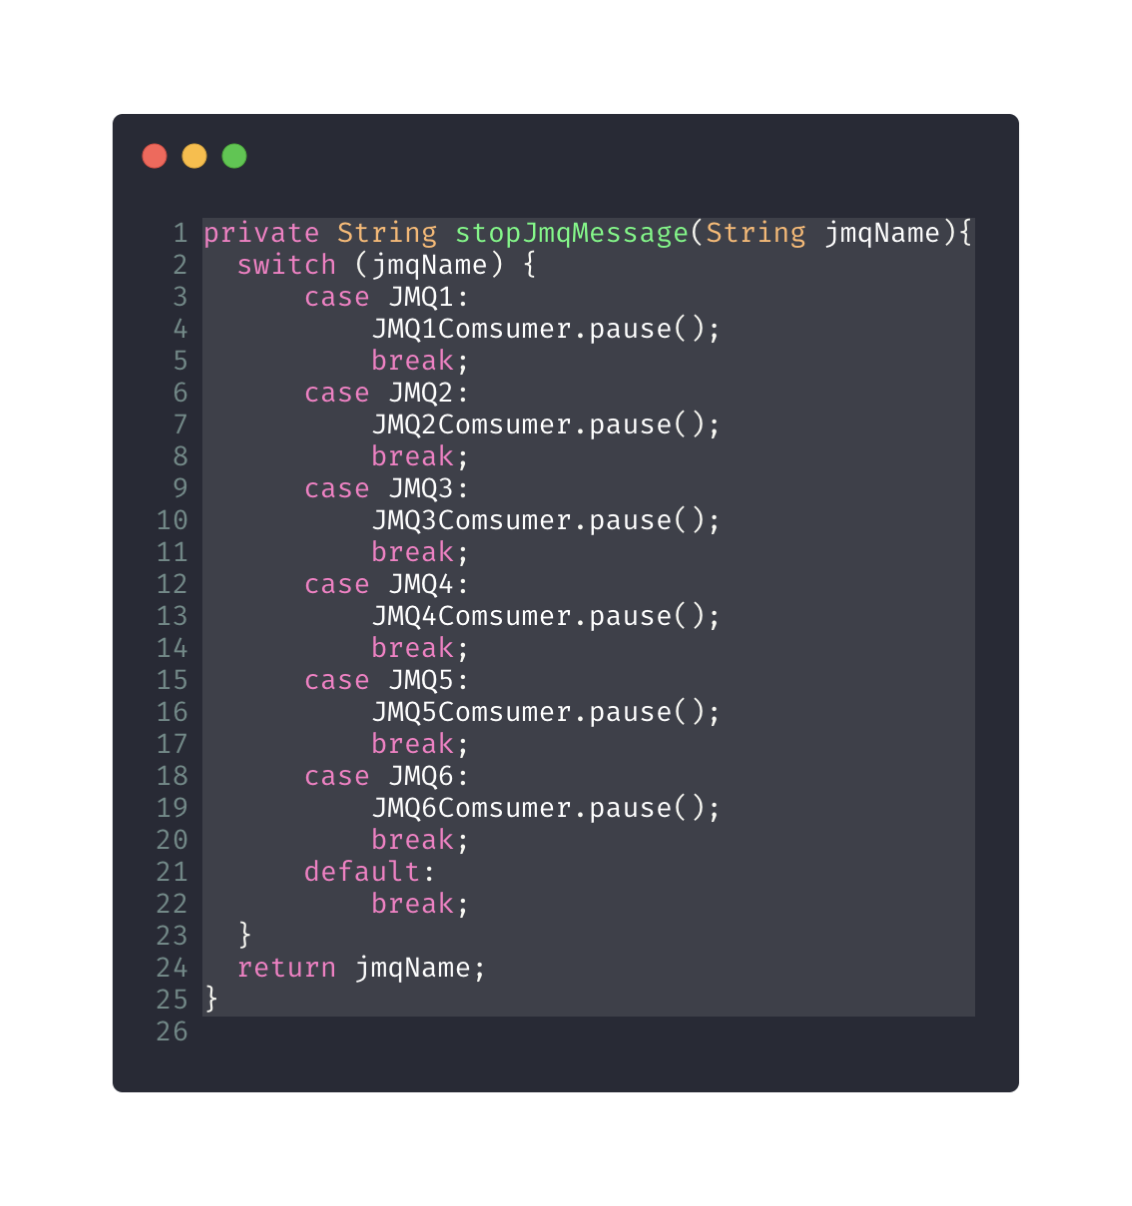 1 private String stopJmqMessage(String jmqName){
2   switch (jmqName) {
3       case JMQ1:
4           JMQ1Comsumer.pause();
5           break;
6       case JMQ2:
7           JMQ2Comsumer.pause();
8           break;
9       case JMQ3:
10           JMQ3Comsumer.pause();
11           break;
12       case JMQ4:
13           JMQ4Comsumer.pause();
14           break;
15       case JMQ5:
16           JMQ5Comsumer.pause();
17           break;
18       case JMQ6:
19           JMQ6Comsumer.pause();
20           break;
21       default:
22           break;
23   }
24   return jmqName;
25 }
26